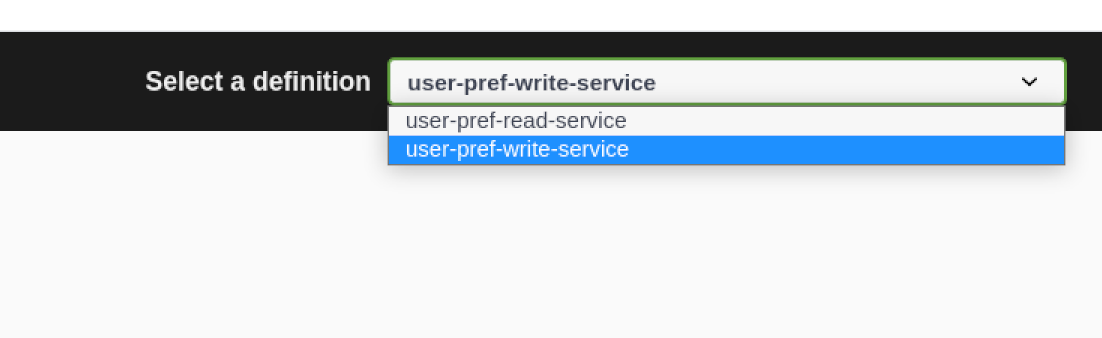 Select a definition user-pref-write-service
user-pref-read-service
user-pref-write-service